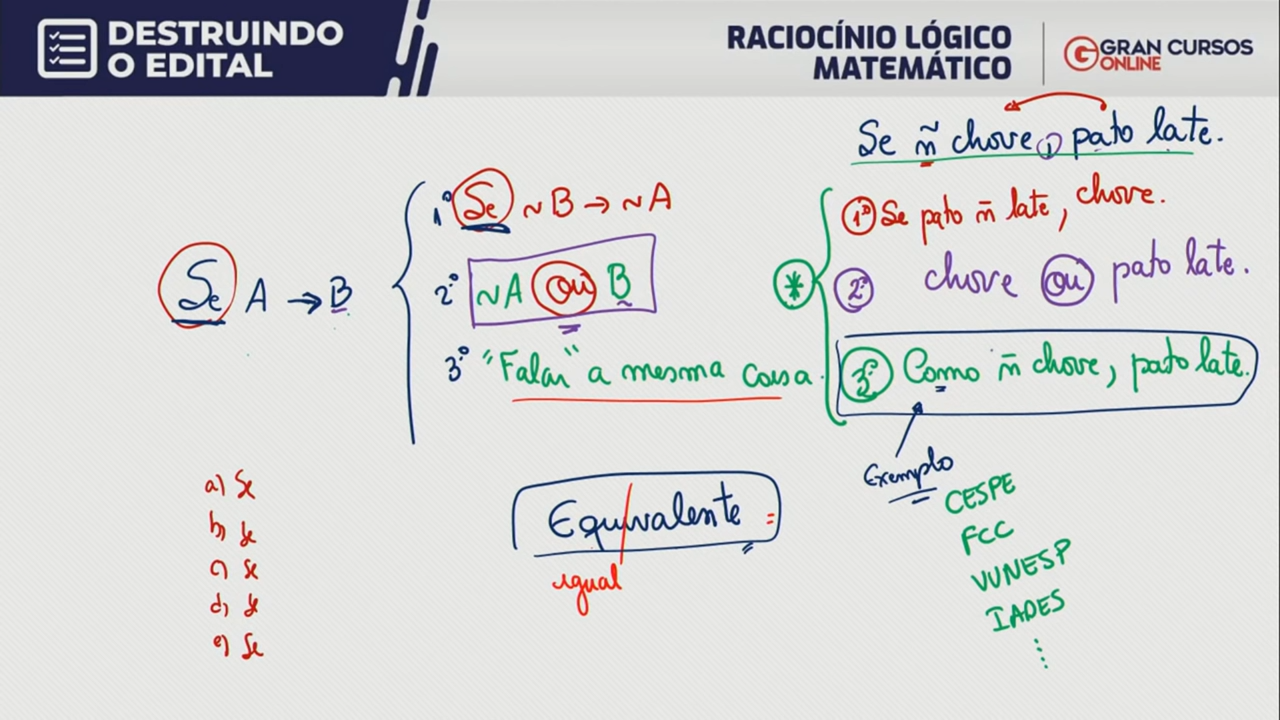 DESTRUINDO
O EDITAL
RACIOCÍNIO LÓGICO
MATEMÁTICO
GRAN CURSOS
ONLINE
Se ñ chove, pato late.
Se A → B
1º Se ~B → ~A
2º ~A ou B
3º "Falar" a mesma coisa.
*
1º Se pato ñ late, chove.
2º chove ou pato late.
3º Como ñ chove, pato late.
Exemplo
CESPE
FCC
VUNESP
IADES
⋮
Equivalente =
igual
a) Se
b) Se
c) Se
d) Se
e) Se